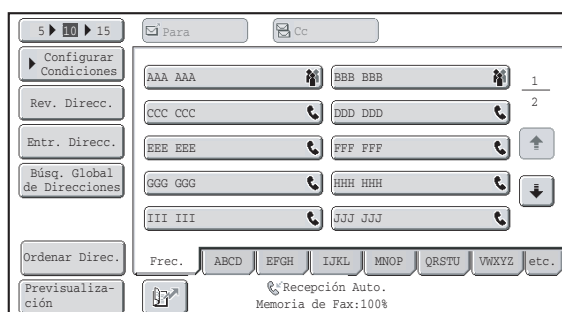 5 10 15
Para
Cc
Configurar
Condiciones
Rev. Direcc.
Entr. Direcc.
Búsq. Global
de Direcciones
Ordenar Direc.
Previsualiza-
ción
AAA AAA
BBB BBB
CCC CCC
DDD DDD
EEE EEE
FFF FFF
GGG GGG
HHH HHH
III III
JJJ JJJ
1
2
Frec.
ABCD
EFGH
IJKL
MNOP
QRSTU
VWXYZ
etc.
Recepción Auto.
Memoria de Fax:100%